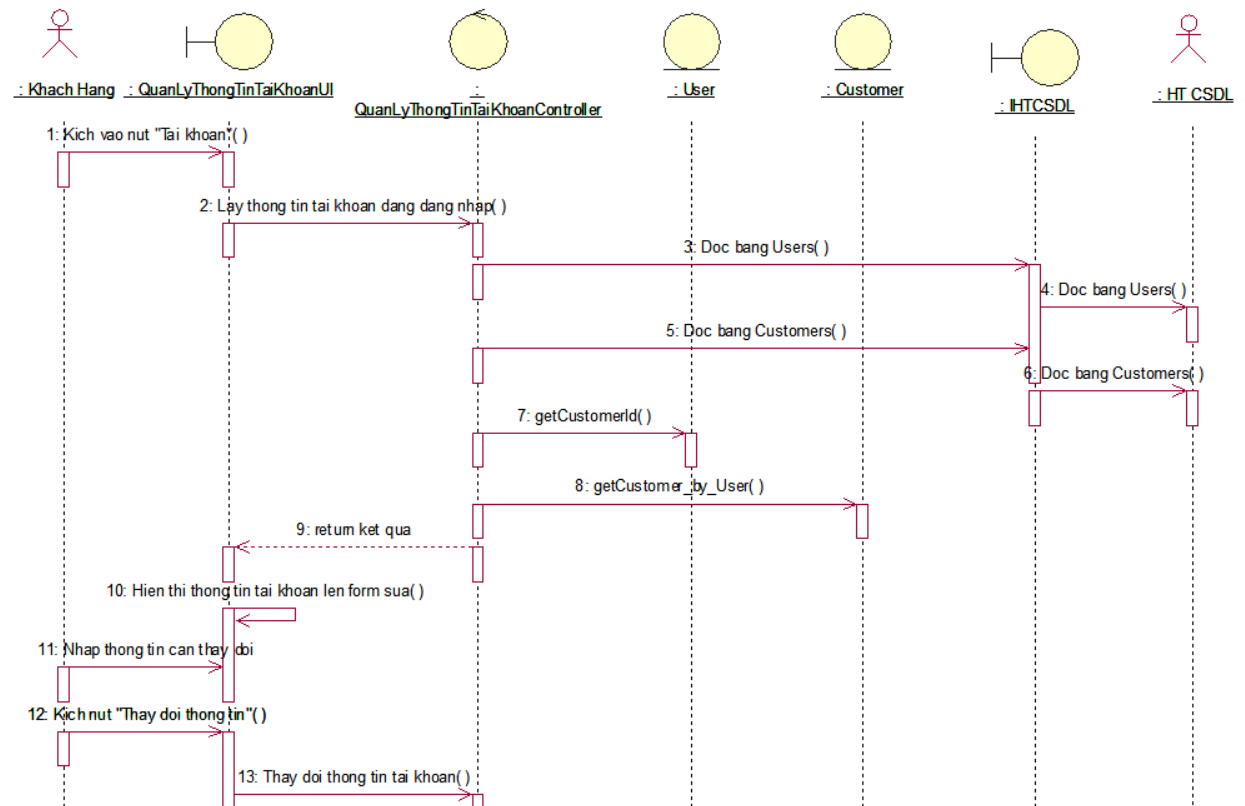 : Khach Hang
: QuanLyThongTinTaiKhoanUI
:
QuanLyThongTinTaiKhoanController
: User
: Customer
: IHTCSDL
: HT CSDL
1: Kich vao nut "Tai khoan"( )
2: Lay thong tin tai khoan dang dang nhap( )
3: Doc bang Users( )
4: Doc bang Users( )
5: Doc bang Customers( )
6: Doc bang Customers( )
7: getCustomerId( )
8: getCustomer_by_User( )
9: return ket qua
10: Hien thi thong tin tai khoan len form sua( )
11: Nhap thong tin can thay doi
12: Kich nut "Thay doi thong tin"( )
13: Thay doi thong tin tai khoan( )